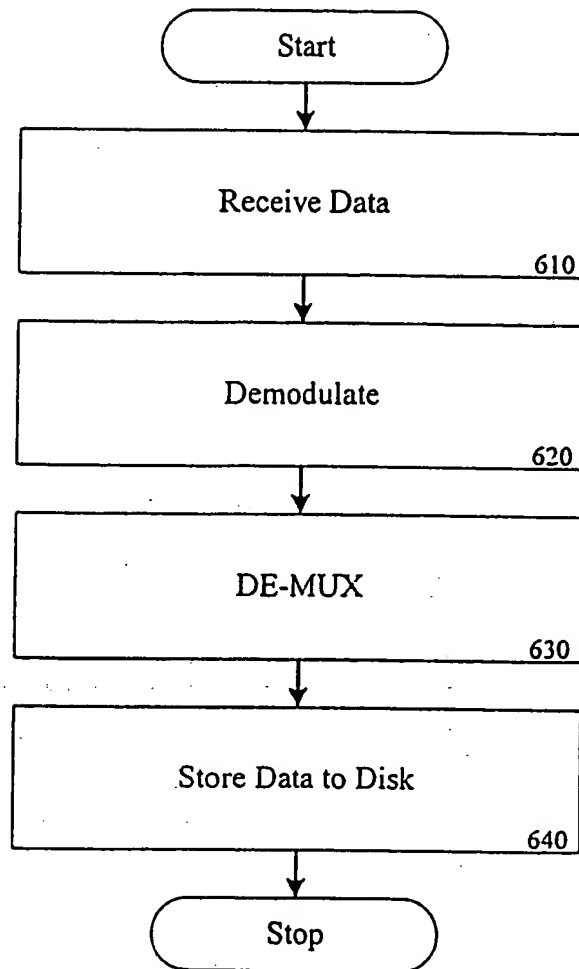 Start
Receive Data
610
Demodulate
620
DE-MUX
630
Store Data to Disk
640
Stop